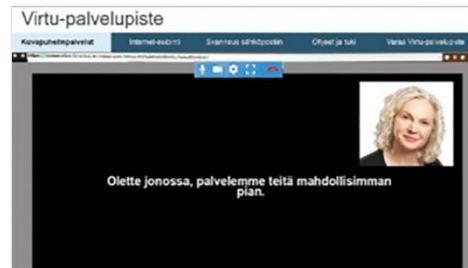 Virtu-palvelupiste
Kuvapuhelinpalvelut
Internet-asiointi
Skannaus sähköpostiin
Ohjeet ja tuki
Varaa Virtu-palvelupiste
Olette jonossa, palvelemme teitä mahdollisimman
pian.